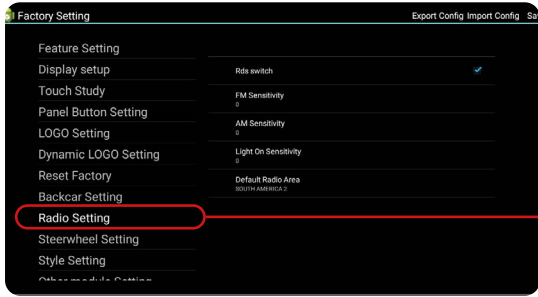 Factory Setting
Export Config Import Config
Feature Setting
Display setup
Touch Study
Panel Button Setting
LOGO Setting
Dynamic LOGO Setting
Reset Factory
Backcar Setting
Radio Setting
Steerwheel Setting
Style Setting
Rds switch
FM Sensitivity
0
AM Sensitivity
0
Light On Sensitivity
0
Default Radio Area
SOUTH AMERICA 2